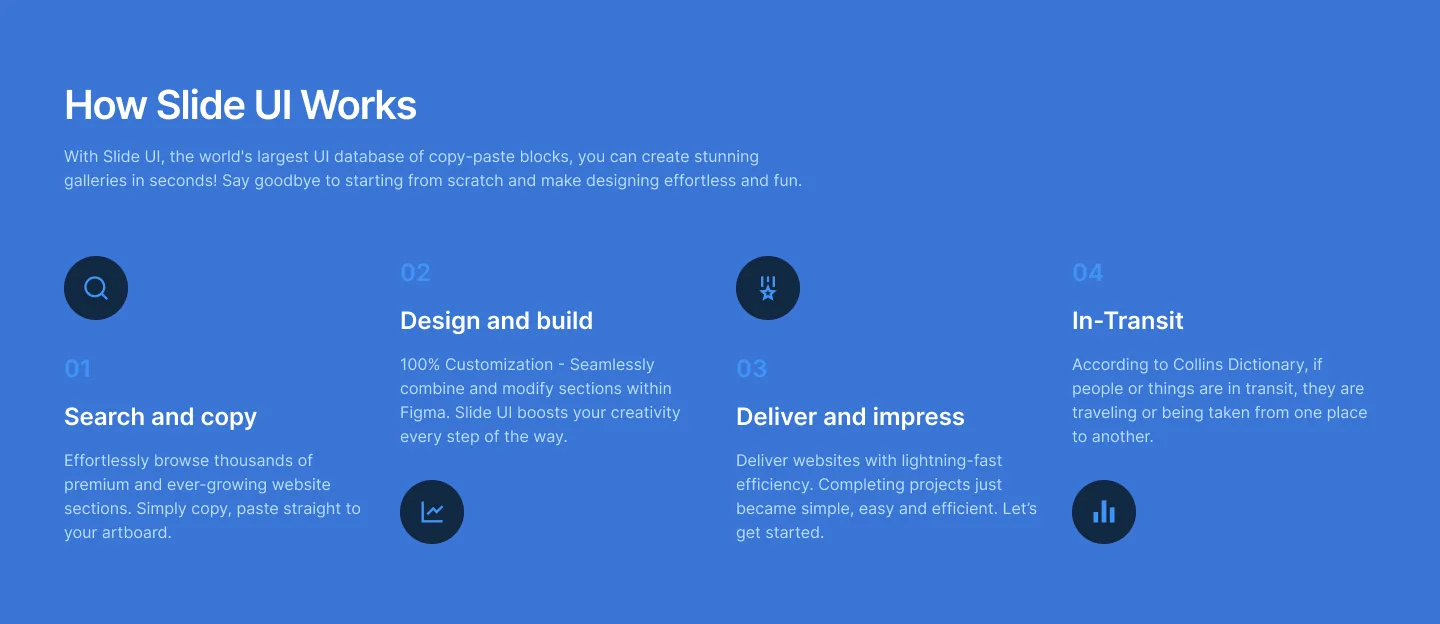 How Slide UI Works
With Slide UI, the world's largest UI database of copy-paste blocks, you can create stunning
galleries in seconds! Say goodbye to starting from scratch and make designing effortless and fun.
01
Search and copy
Effortlessly browse thousands of
premium and ever-growing website
sections. Simply copy, paste straight to
your artboard.
02
Design and build
100% Customization - Seamlessly
combine and modify sections within
Figma. Slide UI boosts your creativity
every step of the way.
03
Deliver and impress
Deliver websites with lightning-fast
efficiency. Completing projects just
became simple, easy and efficient. Let’s
get started.
04
In-Transit
According to Collins Dictionary, if
people or things are in transit, they are
traveling or being taken from one place
to another.